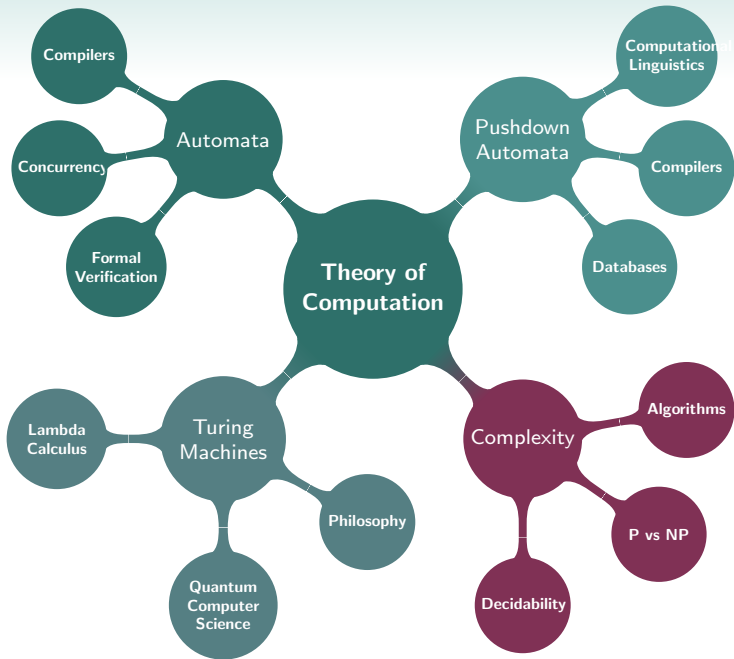 Compilers
Concurrency
Formal
Verification
Automata
Computational
Linguistics
Pushdown
Automata
Compilers
Databases
Theory of
Computation
Lambda
Calculus
Turing
Machines
Philosophy
Quantum
Computer
Science
Complexity
Algorithms
P vs NP
Decidability